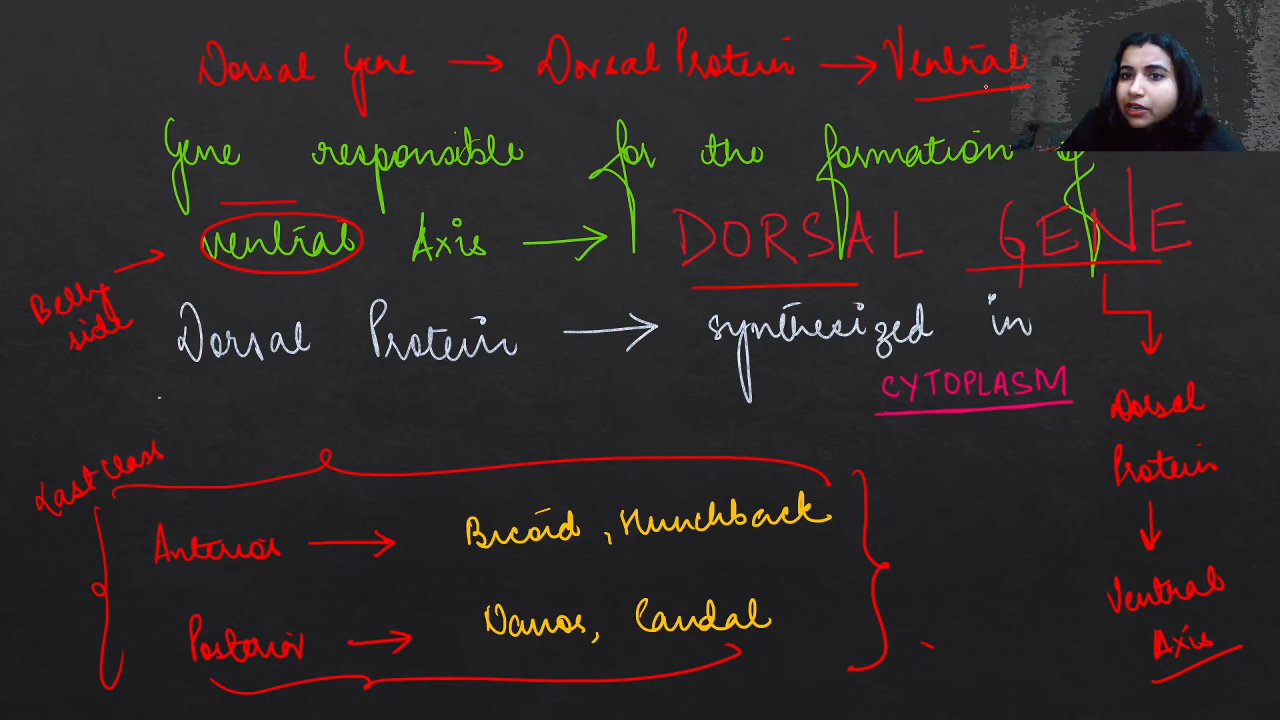 Dorsal Gene → Dorsal Protein → Ventral
Gene responsible for the formation of
Ventral Axis → DORSAL GENE
Belly
side
Dorsal Protein → synthesized in
CYTOPLASM
Dorsal
Protein
↓
Ventral
Axis
Last Class
Anterior → Bicoid, Hunchback
Posterior → Nanos, Caudal